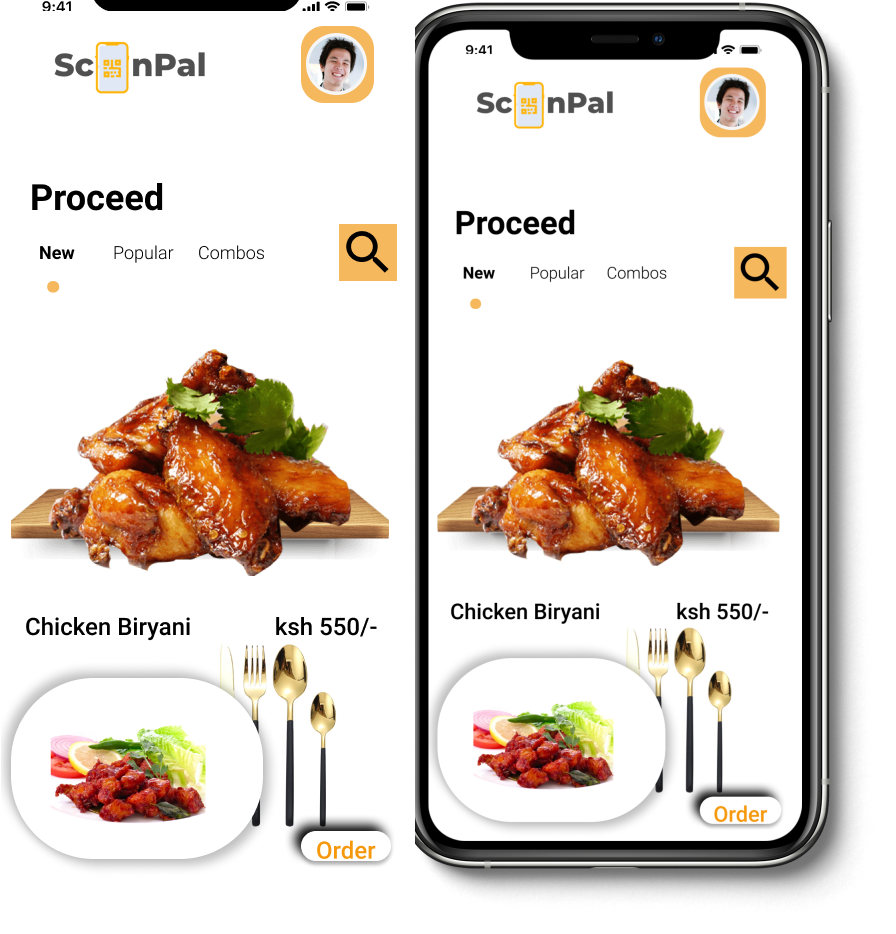 9:41
Sc nPal
Proceed
New Popular Combos
Chicken Biryani ksh 550/-
Order
9:41
Sc nPal
Proceed
New Popular Combos
Chicken Biryani ksh 550/-
Order